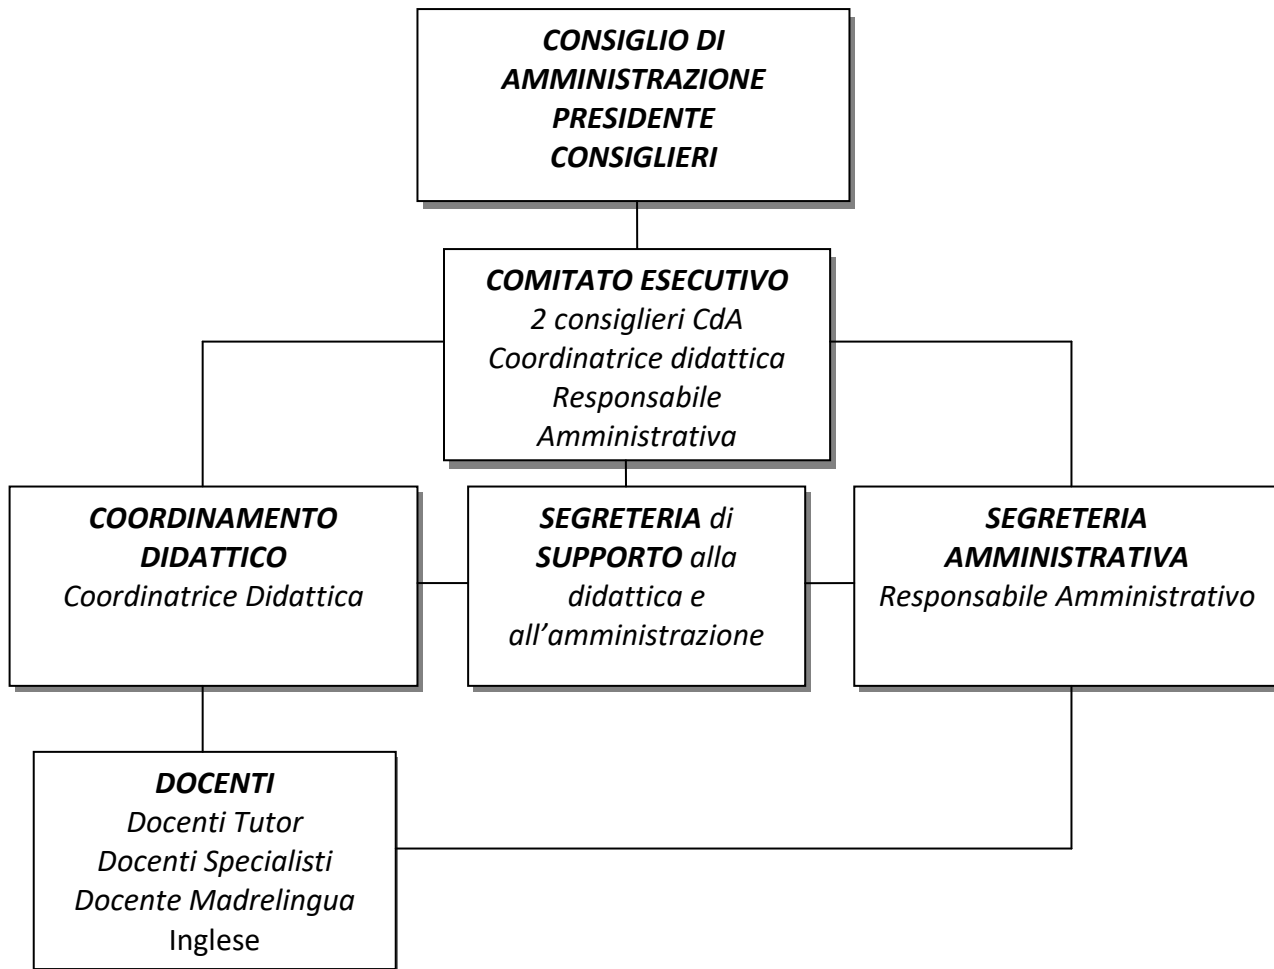 CONSIGLIO DI
AMMINISTRAZIONE
PRESIDENTE
CONSIGLIERI
COMITATO ESECUTIVO
2 consiglieri CdA
Coordinatrice didattica
Responsabile
Amministrativa
COORDINAMENTO
DIDATTICO
Coordinatrice Didattica
SEGRETERIA di
SUPPORTO alla
didattica e
all’amministrazione
SEGRETERIA
AMMINISTRATIVA
Responsabile Amministrativo
DOCENTI
Docenti Tutor
Docenti Specialisti
Docente Madrelingua
Inglese